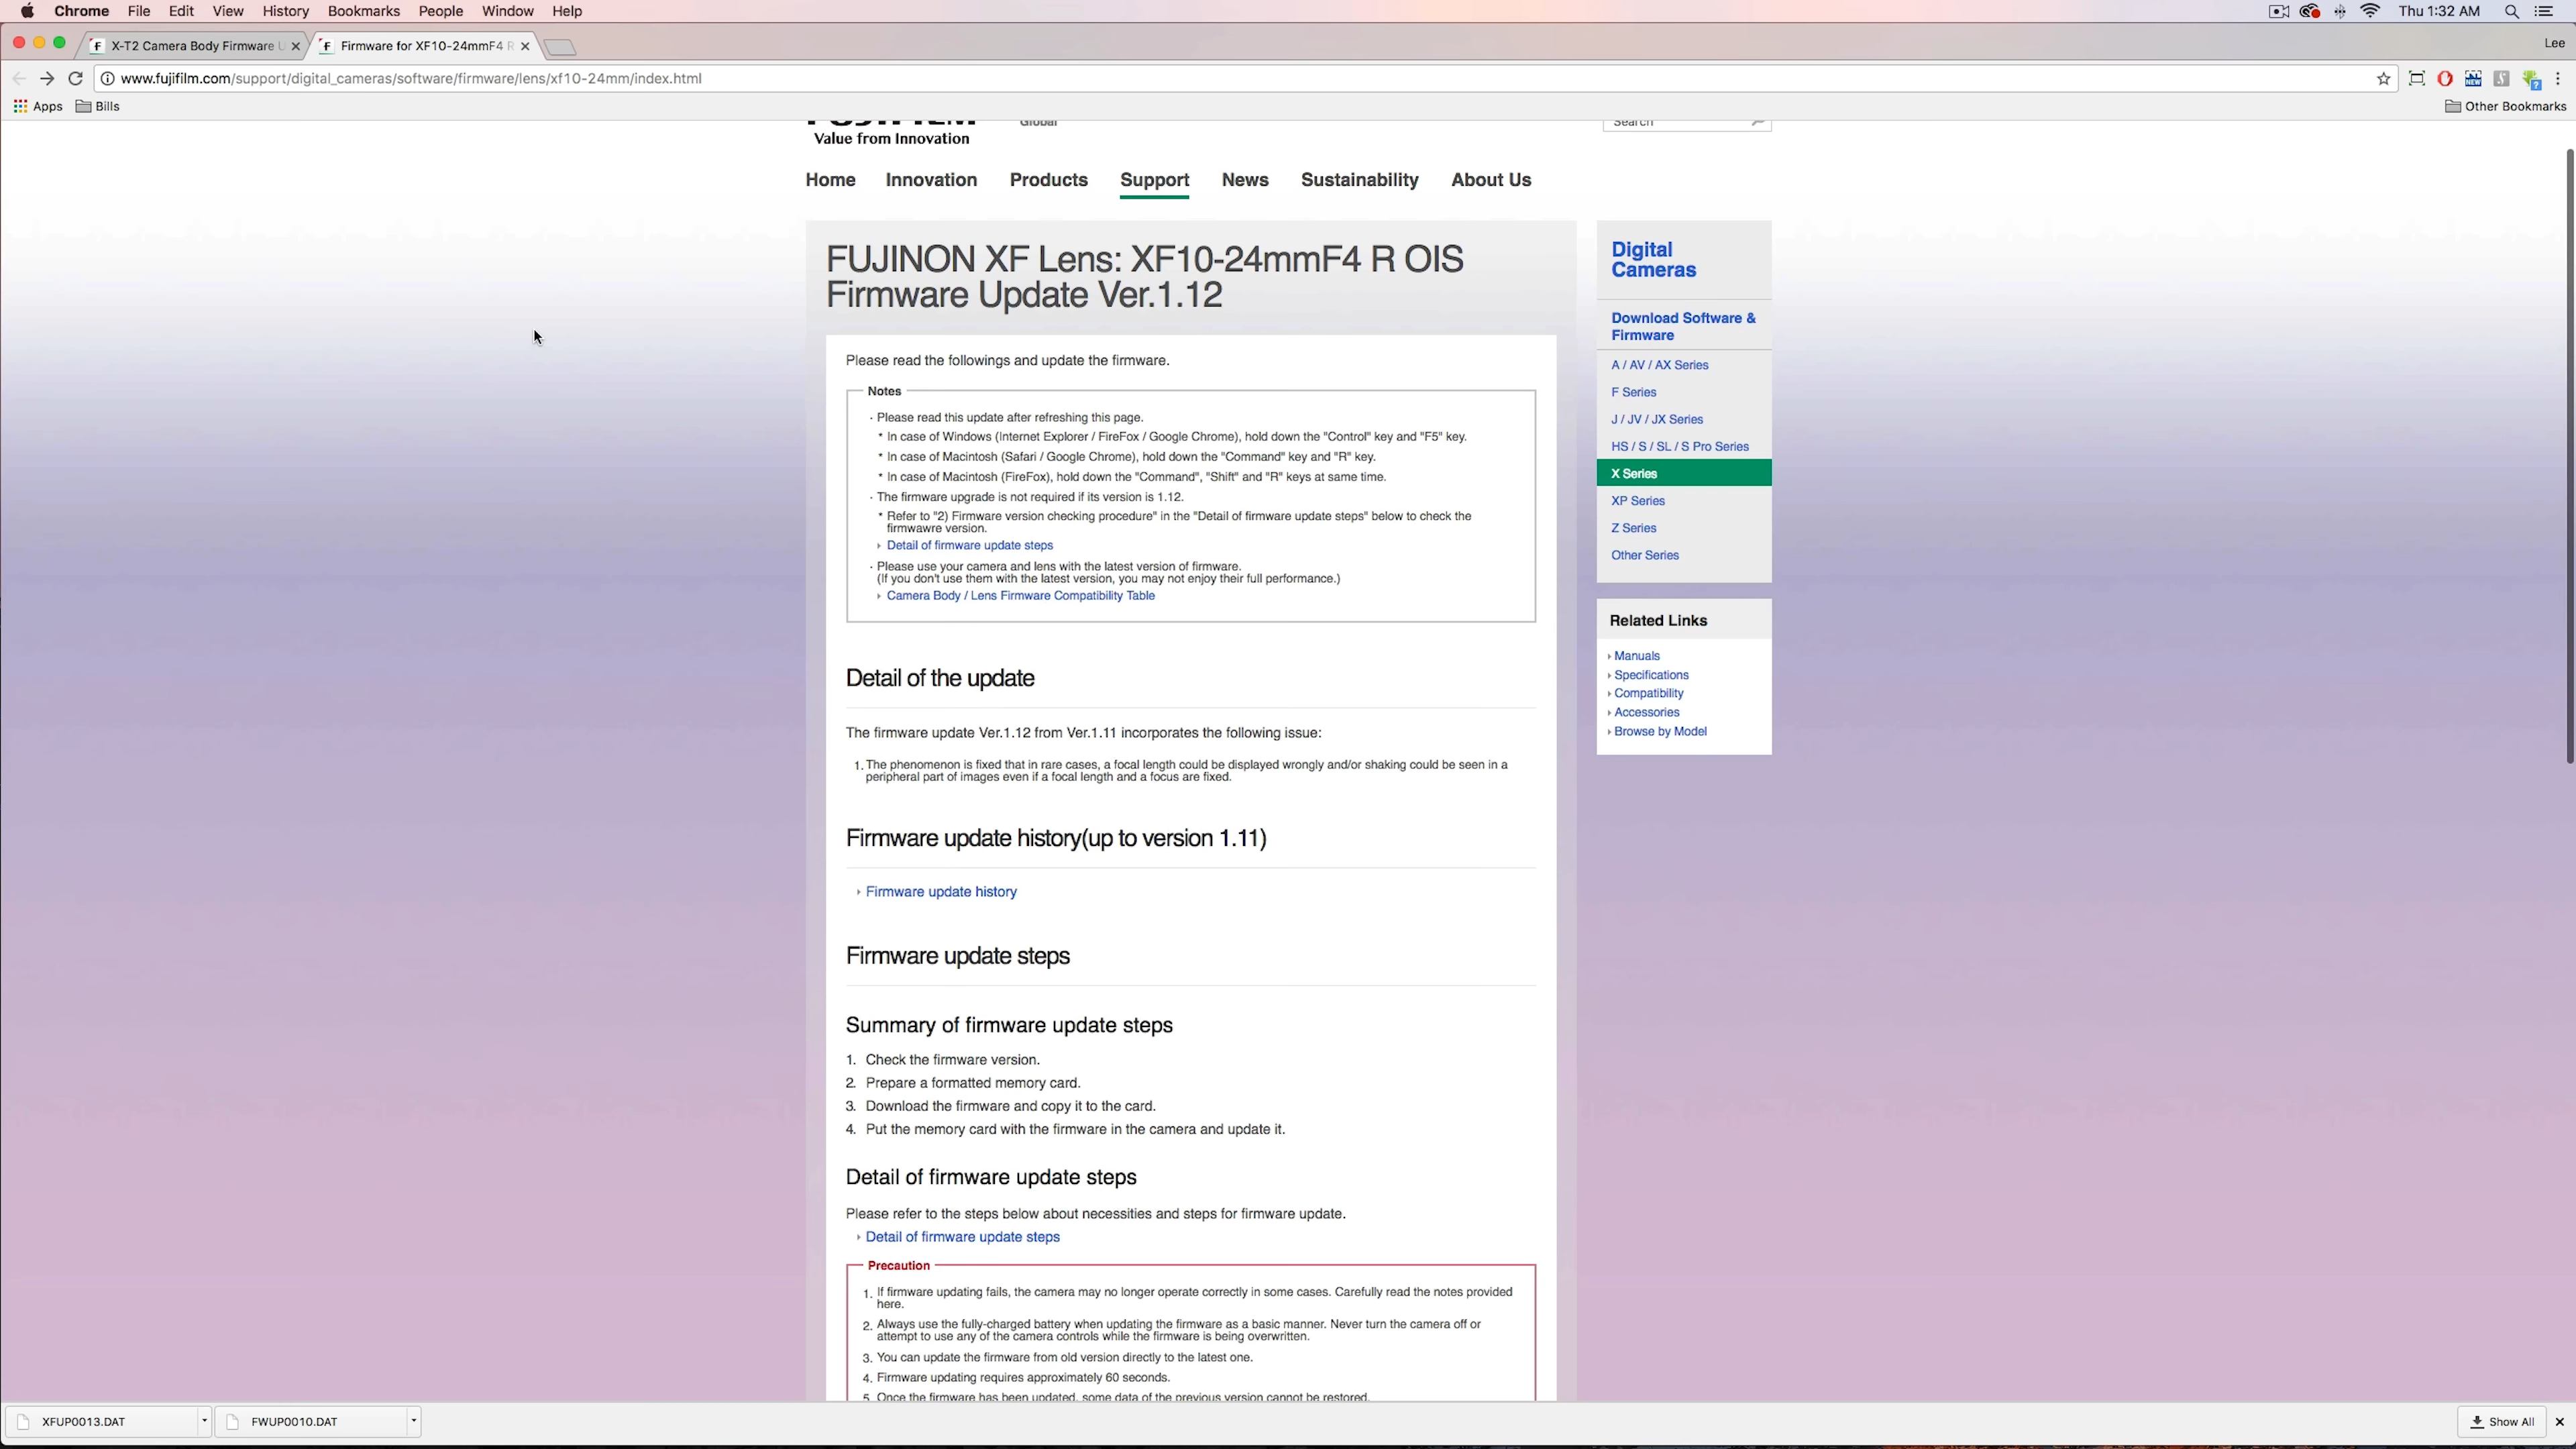 Chrome File Edit View History Bookmarks People Window Help Thu 1:32 AM
X-T2 Camera Body Firmware U Firmware for XF10-24mmF4 R Lee
www.fujifilm.com/support/digital_cameras/software/firmware/lens/xf10-24mm/index.html
Apps Bills Other Bookmarks
FUJIFILM Global Search
Value from Innovation
Home Innovation Products Support News Sustainability About Us
FUJINON XF Lens: XF10-24mmF4 R OIS
Firmware Update Ver.1.12
Please read the followings and update the firmware.
Notes
· Please read this update after refreshing this page.
* In case of Windows (Internet Explorer / FireFox / Google Chrome), hold down the "Control" key and "F5" key.
* In case of Macintosh (Safari / Google Chrome), hold down the "Command" key and "R" key.
* In case of Macintosh (FireFox), hold down the "Command", "Shift" and "R" keys at same time.
· The firmware upgrade is not required if its version is 1.12.
* Refer to "2) Firmware version checking procedure" in the "Detail of firmware update steps" below to check the
firmawre version.
Detail of firmware update steps
· Please use your camera and lens with the latest version of firmware.
(If you don't use them with the latest version, you may not enjoy their full performance.)
Camera Body / Lens Firmware Compatibility Table
Detail of the update
The firmware update Ver.1.12 from Ver.1.11 incorporates the following issue:
1. The phenomenon is fixed that in rare cases, a focal length could be displayed wrongly and/or shaking could be seen in a
peripheral part of images even if a focal length and a focus are fixed.
Firmware update history(up to version 1.11)
Firmware update history
Firmware update steps
Summary of firmware update steps
1. Check the firmware version.
2. Prepare a formatted memory card.
3. Download the firmware and copy it to the card.
4. Put the memory card with the firmware in the camera and update it.
Detail of firmware update steps
Please refer to the steps below about necessities and steps for firmware update.
Detail of firmware update steps
Precaution
1. If firmware updating fails, the camera may no longer operate correctly in some cases. Carefully read the notes provided
here.
2. Always use the fully-charged battery when updating the firmware as a basic manner. Never turn the camera off or
attempt to use any of the camera controls while the firmware is being overwritten.
3. You can update the firmware from old version directly to the latest one.
4. Firmware updating requires approximately 60 seconds.
5. Once the firmware has been updated, some data of the previous version cannot be restored.
Digital
Cameras
Download Software &
Firmware
A / AV / AX Series
F Series
J / JV / JX Series
HS / S / SL / S Pro Series
X Series
XP Series
Z Series
Other Series
Related Links
Manuals
Specifications
Compatibility
Accessories
Browse by Model
XFUP0013.DAT FWUP0010.DAT Show All